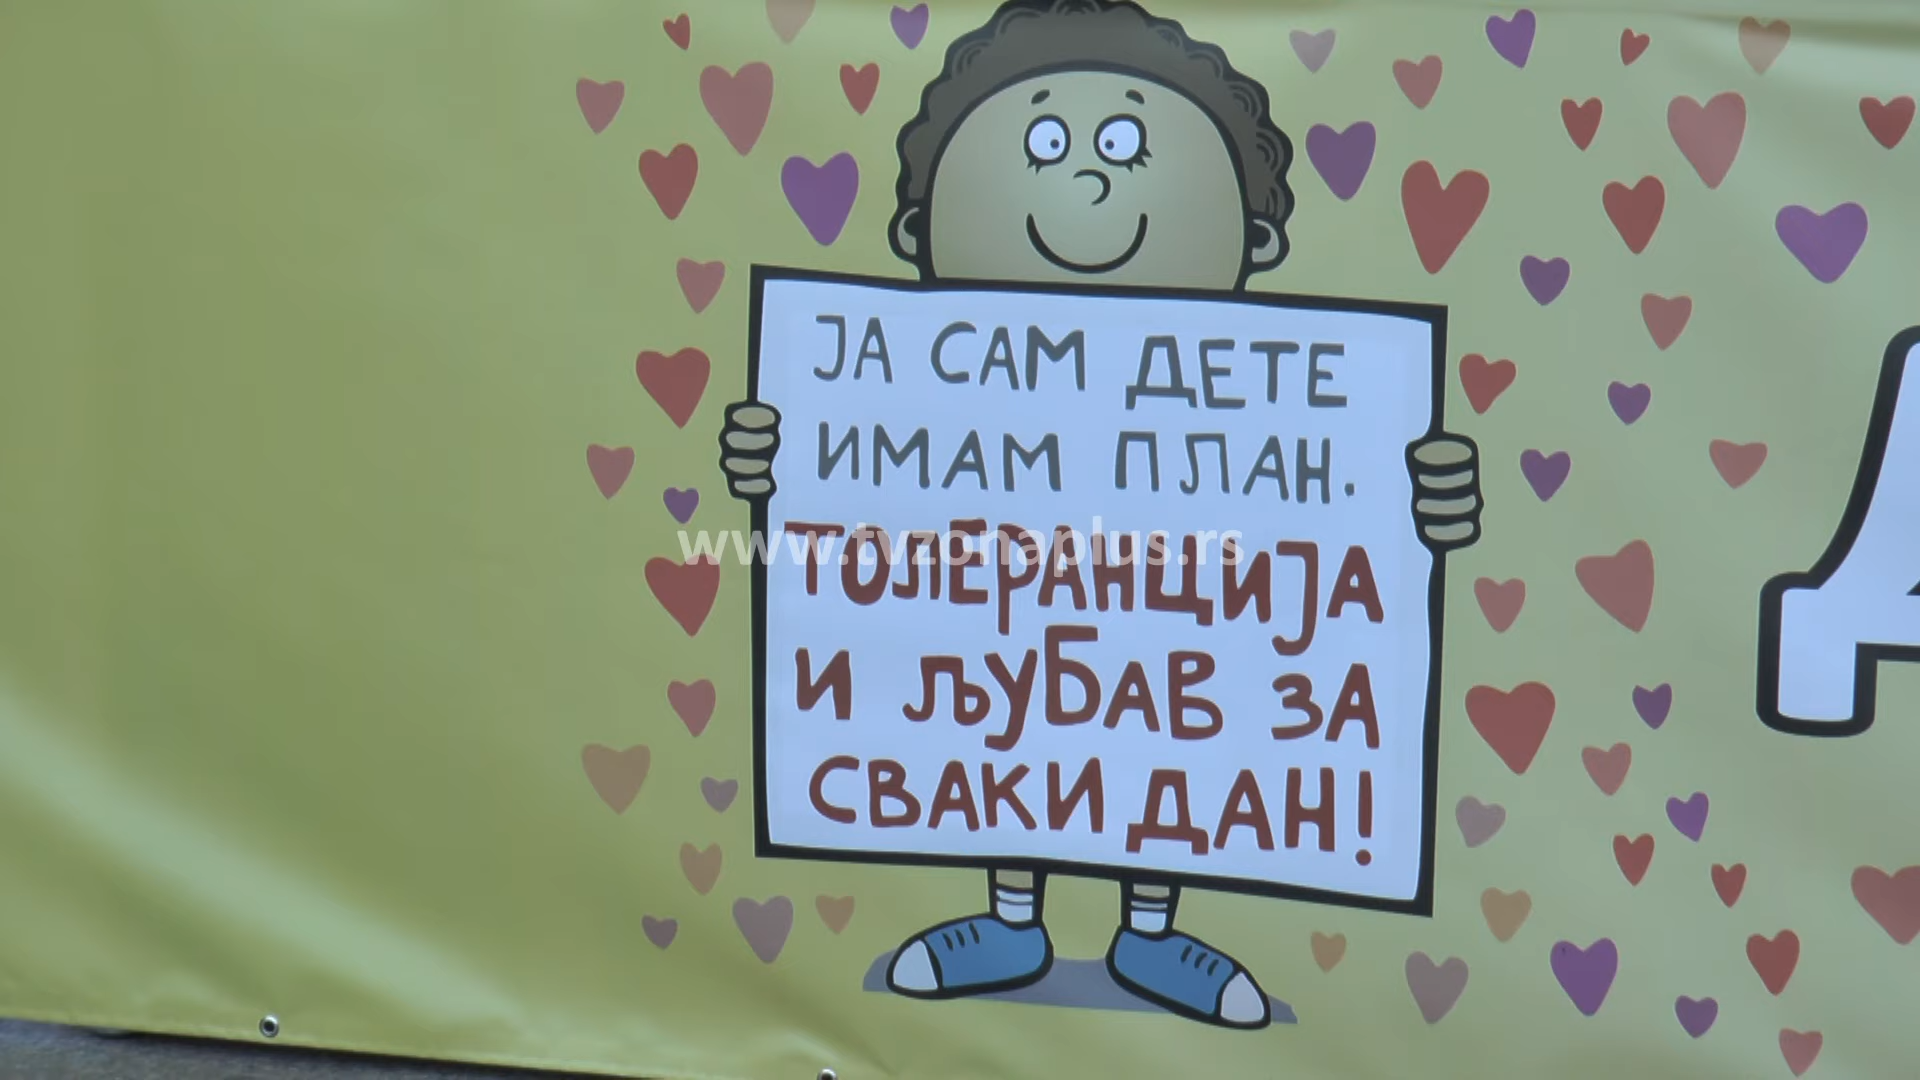 ЈА САМ ДЕТЕ
ИМАМ ПЛАН.
ТОЛЕРАНЦИЈА
И ЉУБАВ ЗА
СВАКИ ДАН!
www.tvzonaplus.rs